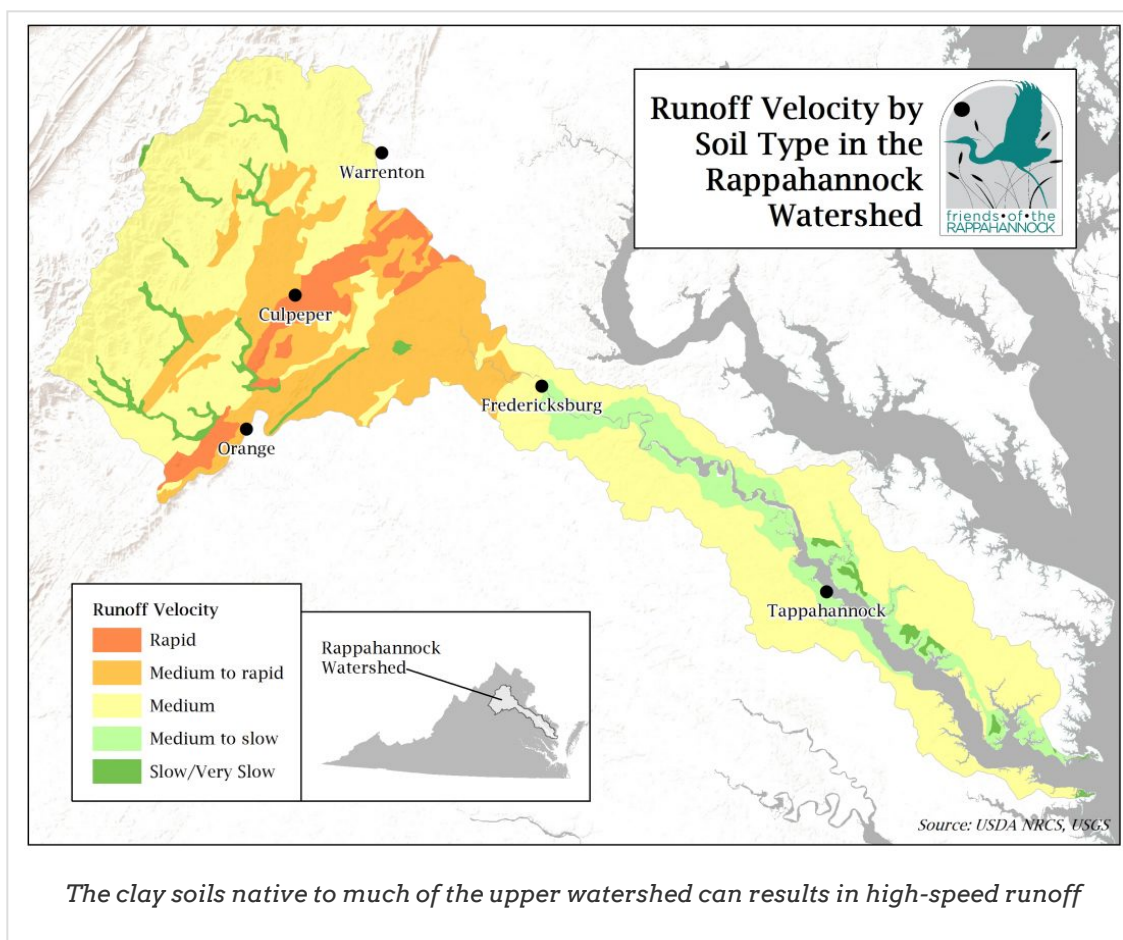 Runoff Velocity by
Soil Type in the
Rappahannock
Watershed
friends•of•the
RAPPAHANNOCK
Warrenton
Culpeper
Fredericksburg
Orange
Tappahannock
Runoff Velocity
Rapid
Medium to rapid
Medium
Medium to slow
Slow/Very Slow
Rappahannock
Watershed
Source: USDA NRCS, USGS
The clay soils native to much of the upper watershed can results in high-speed runoff